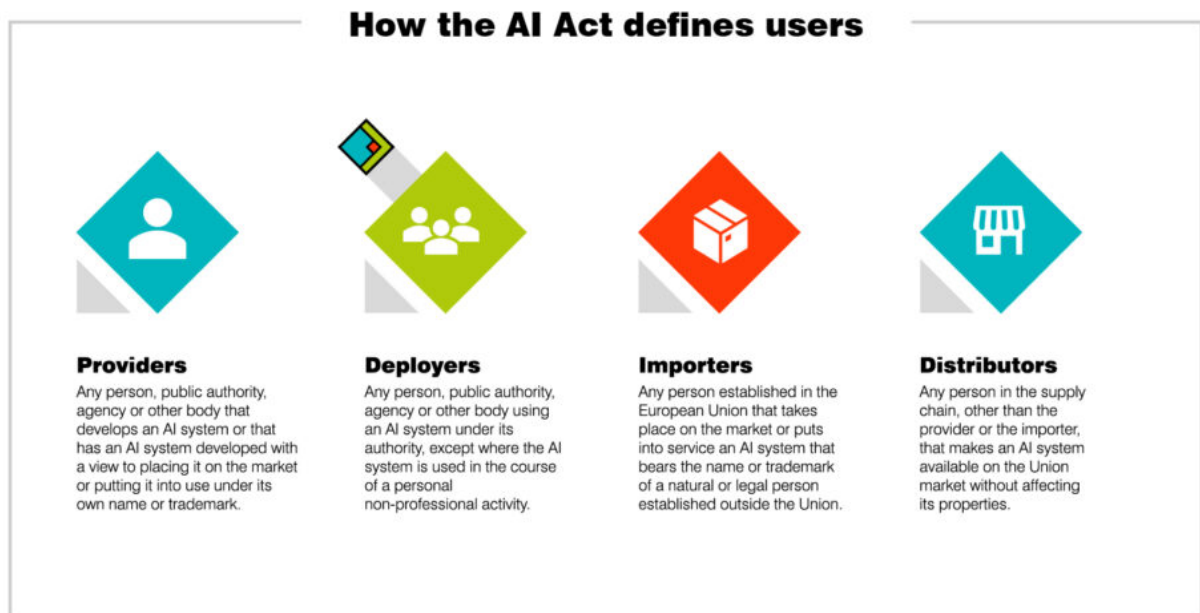 How the AI Act defines users
Providers
Any person, public authority,
agency or other body that
develops an AI system or that
has an AI system developed with
a view to placing it on the market
or putting it into use under its
own name or trademark.
Deployers
Any person, public authority,
agency or other body using
an AI system under its
authority, except where the AI
system is used in the course
of a personal
non-professional activity.
Importers
Any person established in the
European Union that takes
place on the market or puts
into service an AI system that
bears the name or trademark
of a natural or legal person
established outside the Union.
Distributors
Any person in the supply
chain, other than the
provider or the importer,
that makes an AI system
available on the Union
market without affecting
its properties.